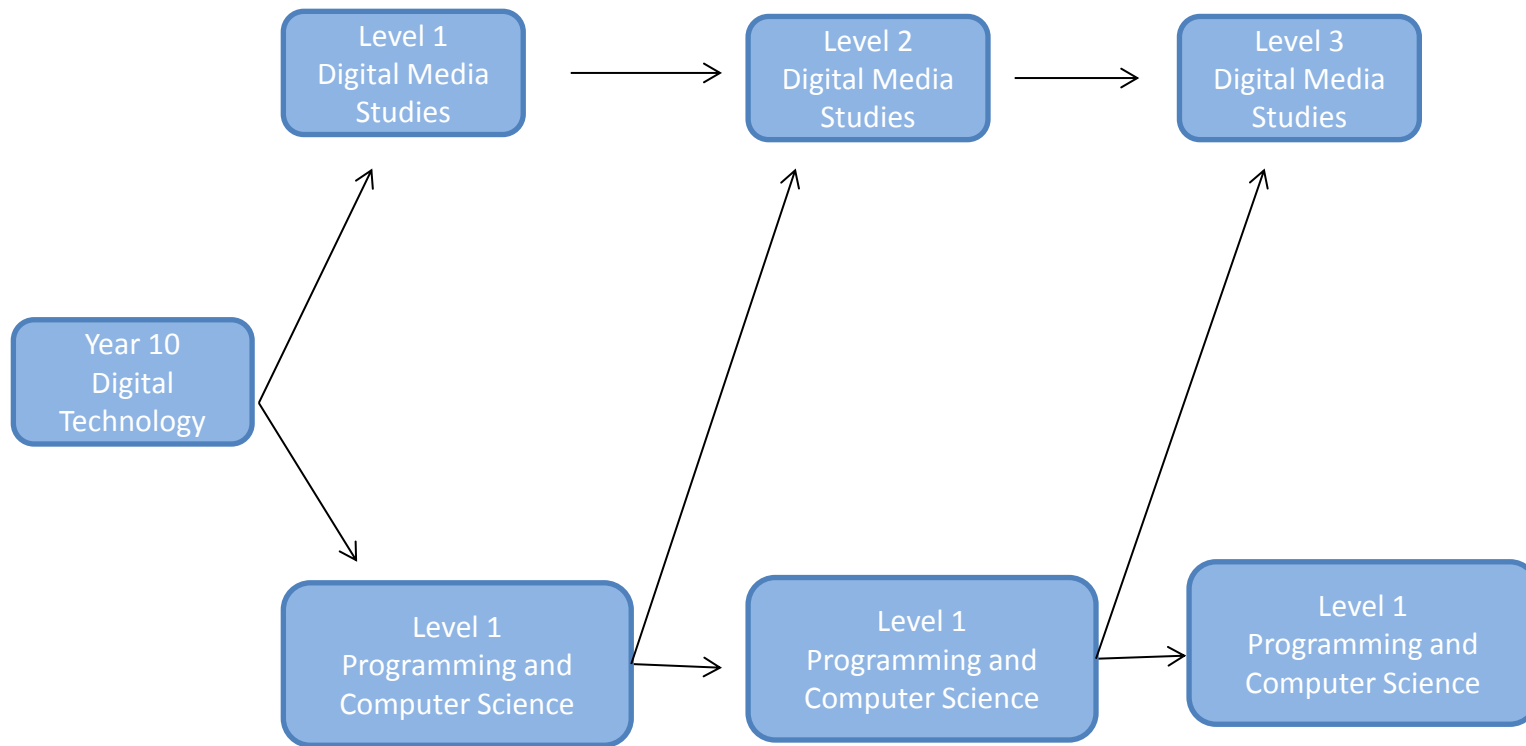 Level 1
Digital Media
Studies
Level 2
Digital Media
Studies
Level 3
Digital Media
Studies
Year 10
Digital
Technology
Level 1
Programming and
Computer Science
Level 1
Programming and
Computer Science
Level 1
Programming and
Computer Science